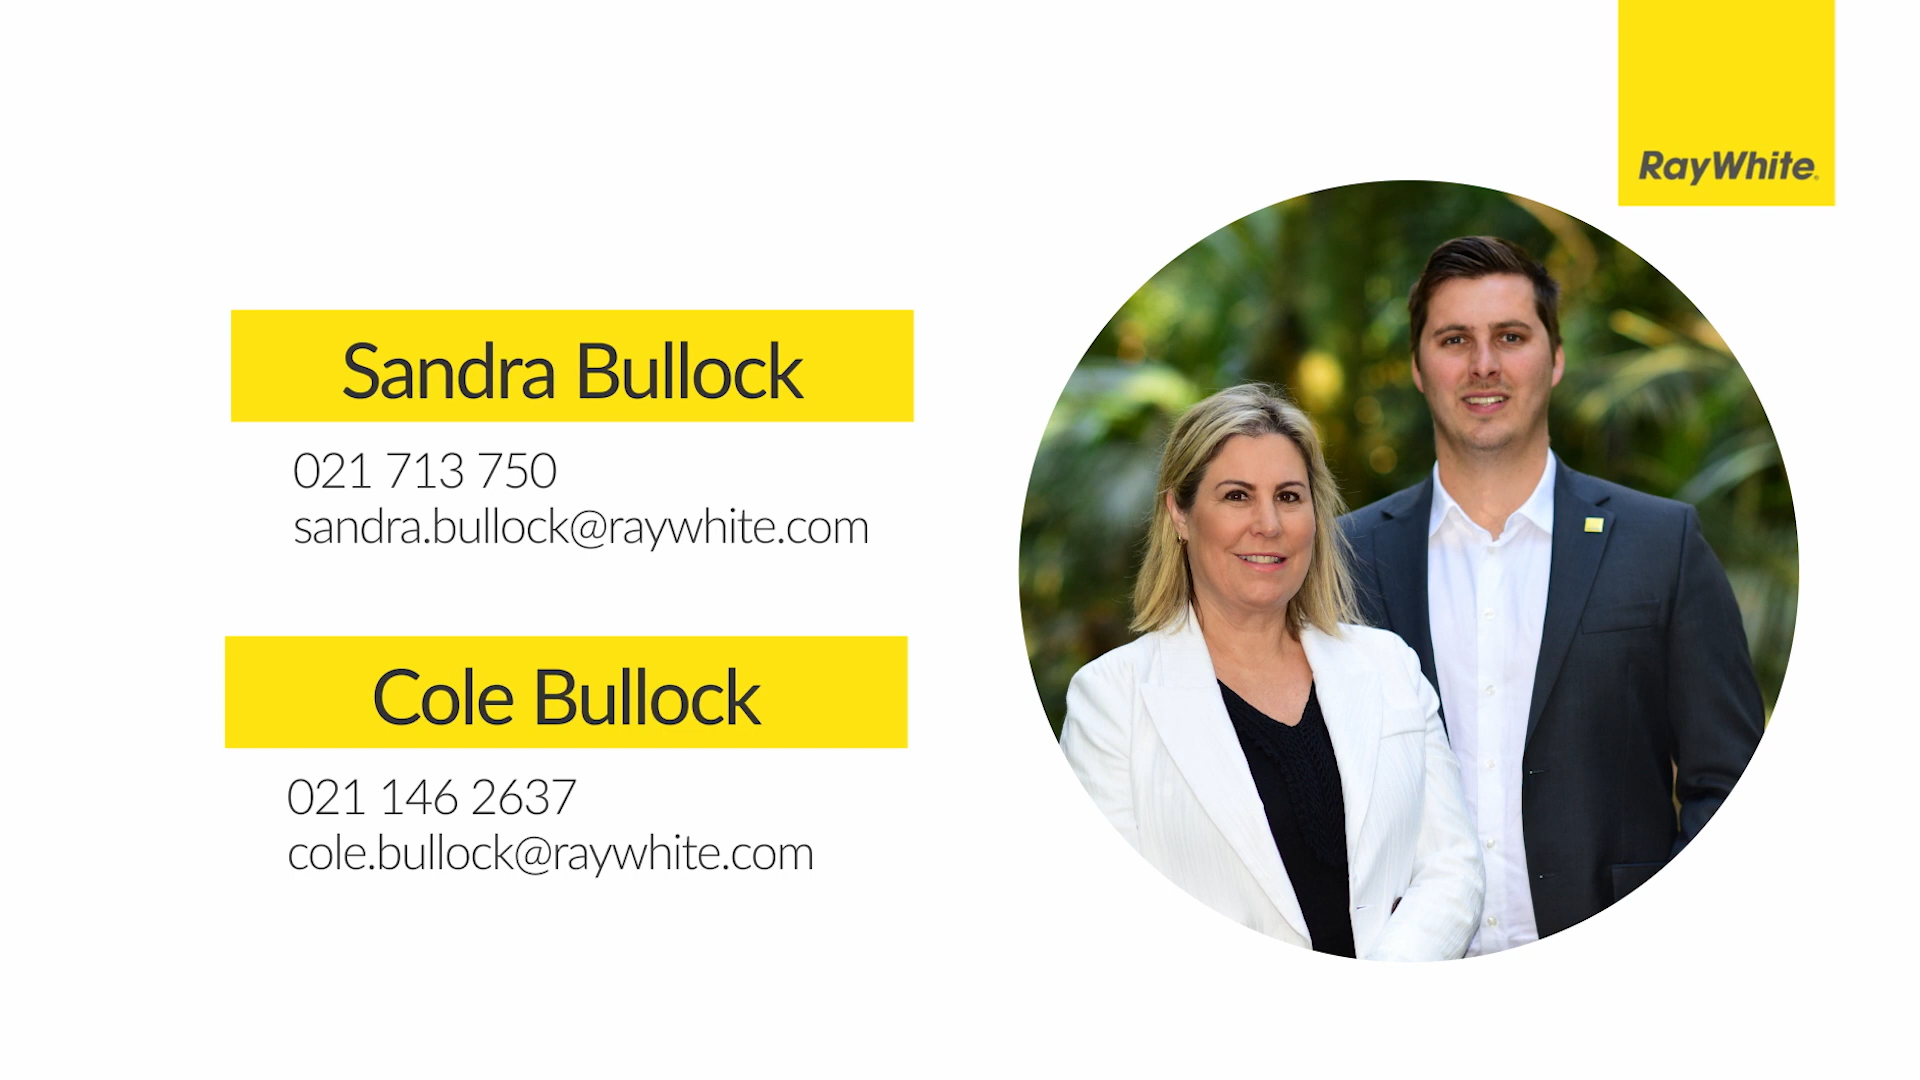 RayWhite
Sandra Bullock
021 713 750
sandra.bullock@raywhite.com
Cole Bullock
021 146 2637
cole.bullock@raywhite.com